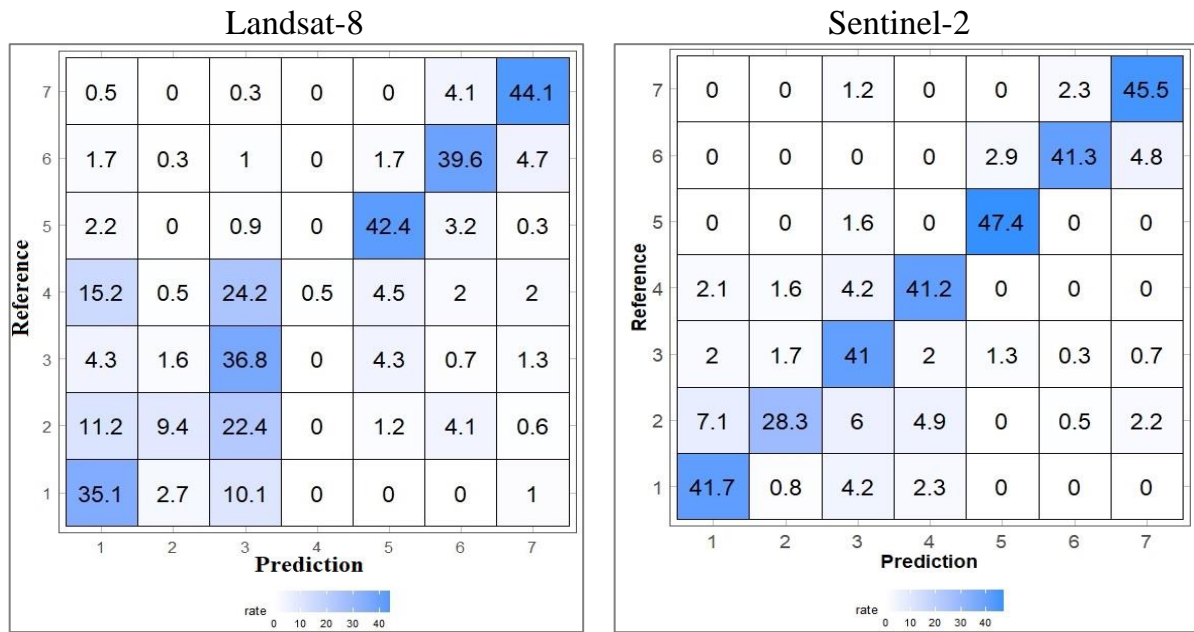 Landsat-8
7 0.5 0 0.3 0 0 4.1 44.1
6 1.7 0.3 1 0 1.7 39.6 4.7
5 2.2 0 0.9 0 42.4 3.2 0.3
4 15.2 0.5 24.2 0.5 4.5 2 2
3 4.3 1.6 36.8 0 4.3 0.7 1.3
2 11.2 9.4 22.4 0 1.2 4.1 0.6
1 35.1 2.7 10.1 0 0 0 1
Reference
1 2 3 4 5 6 7
Prediction
rate
0 10 20 30 40
Sentinel-2
7 0 0 1.2 0 0 2.3 45.5
6 0 0 0 0 2.9 41.3 4.8
5 0 0 1.6 0 47.4 0 0
4 2.1 1.6 4.2 41.2 0 0 0
3 2 1.7 41 2 1.3 0.3 0.7
2 7.1 28.3 6 4.9 0 0.5 2.2
1 41.7 0.8 4.2 2.3 0 0 0
Reference
1 2 3 4 5 6 7
Prediction
rate
0 10 20 30 40